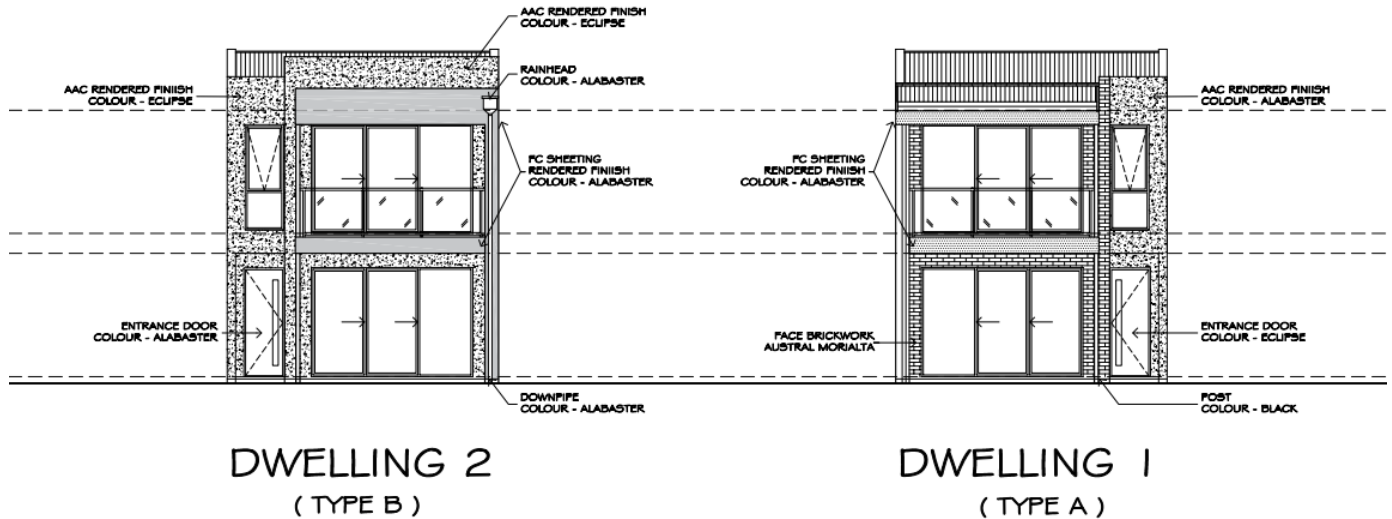 AAC RENDERED FINIISH
COLOUR - ECLIPSE
AAC RENDERED FINIISH
COLOUR - ECLIPSE
RAINHEAD
COLOUR - ALABASTER
FC SHEETING
RENDERED FINIISH
COLOUR - ALABASTER
ENTRANCE DOOR
COLOUR - ALABASTER
DOWNPIPE
COLOUR - ALABASTER
DWELLING 2
( TYPE B )
AAC RENDERED FINIISH
COLOUR - ALABASTER
FC SHEETING
RENDERED FINIISH
COLOUR - ALABASTER
FACE BRICKWORK
AUSTRAL MORIALTA
ENTRANCE DOOR
COLOUR - ECLIPSE
POST
COLOUR - BLACK
DWELLING 1
( TYPE A )